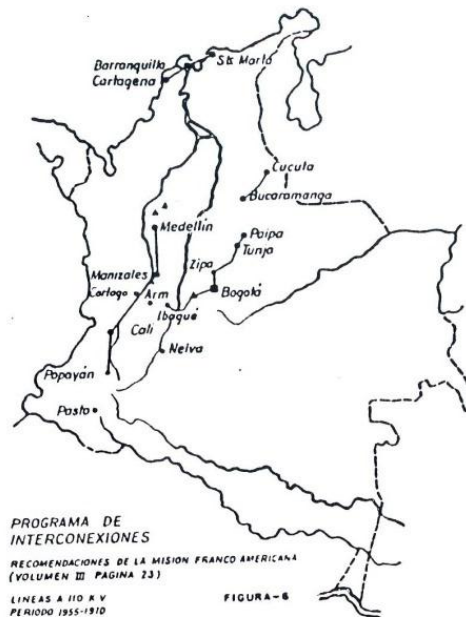 Sta Marta
Barranquilla
Cartagena
Cucuta
Bucaramanga
Medellin
Paipa
Tunja
Zipa
Manizales
Cartago
Arm
Bogotá
Ibagué
Cali
Neiva
Popayán
Pasto
PROGRAMA DE
INTERCONEXIONES
RECOMENDACIONES DE LA MISION FRANCO AMERICANA
(VOLUMEN III PAGINA 23)
LINEAS A 110 K V
FIGURA-6
PERIODO 1955-1970